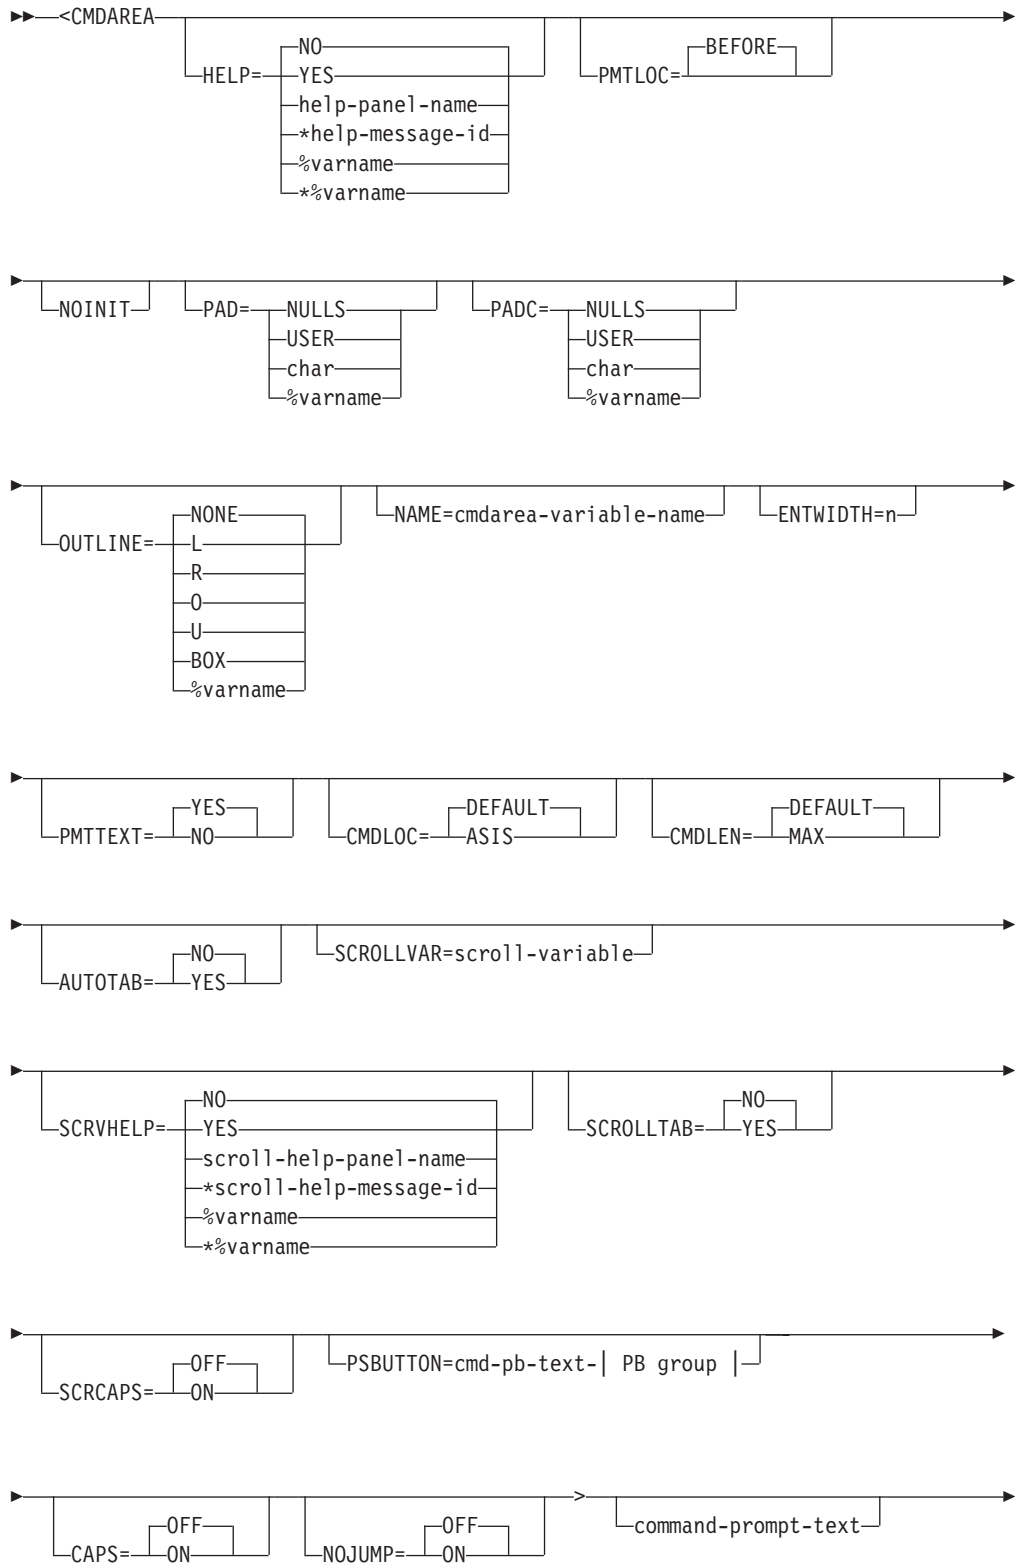 <CMDAREA
NO
BEFORE
HELP= YES PMTLOC=
help-panel-name
*help-message-id
%varname
*%varname
NOINIT PAD= NULLS PADC= NULLS
USER USER
char char
%varname %varname
NONE NAME=cmdarea-variable-name ENTWIDTH=n
OUTLINE= L
R
O
U
BOX
%varname
YES DEFAULT DEFAULT
PMTTEXT= NO CMDLOC= ASIS CMDLEN= MAX
NO SCROLLVAR=scroll-variable
AUTOTAB= YES
NO NO
SCRVHELP= YES SCROLLTAB= YES
scroll-help-panel-name
*scroll-help-message-id
%varname
*%varname
OFF PSBUTTON=cmd-pb-text-| PB group |
SCRCAPS= ON
>
OFF OFF command-prompt-text
CAPS= ON NOJUMP= ON